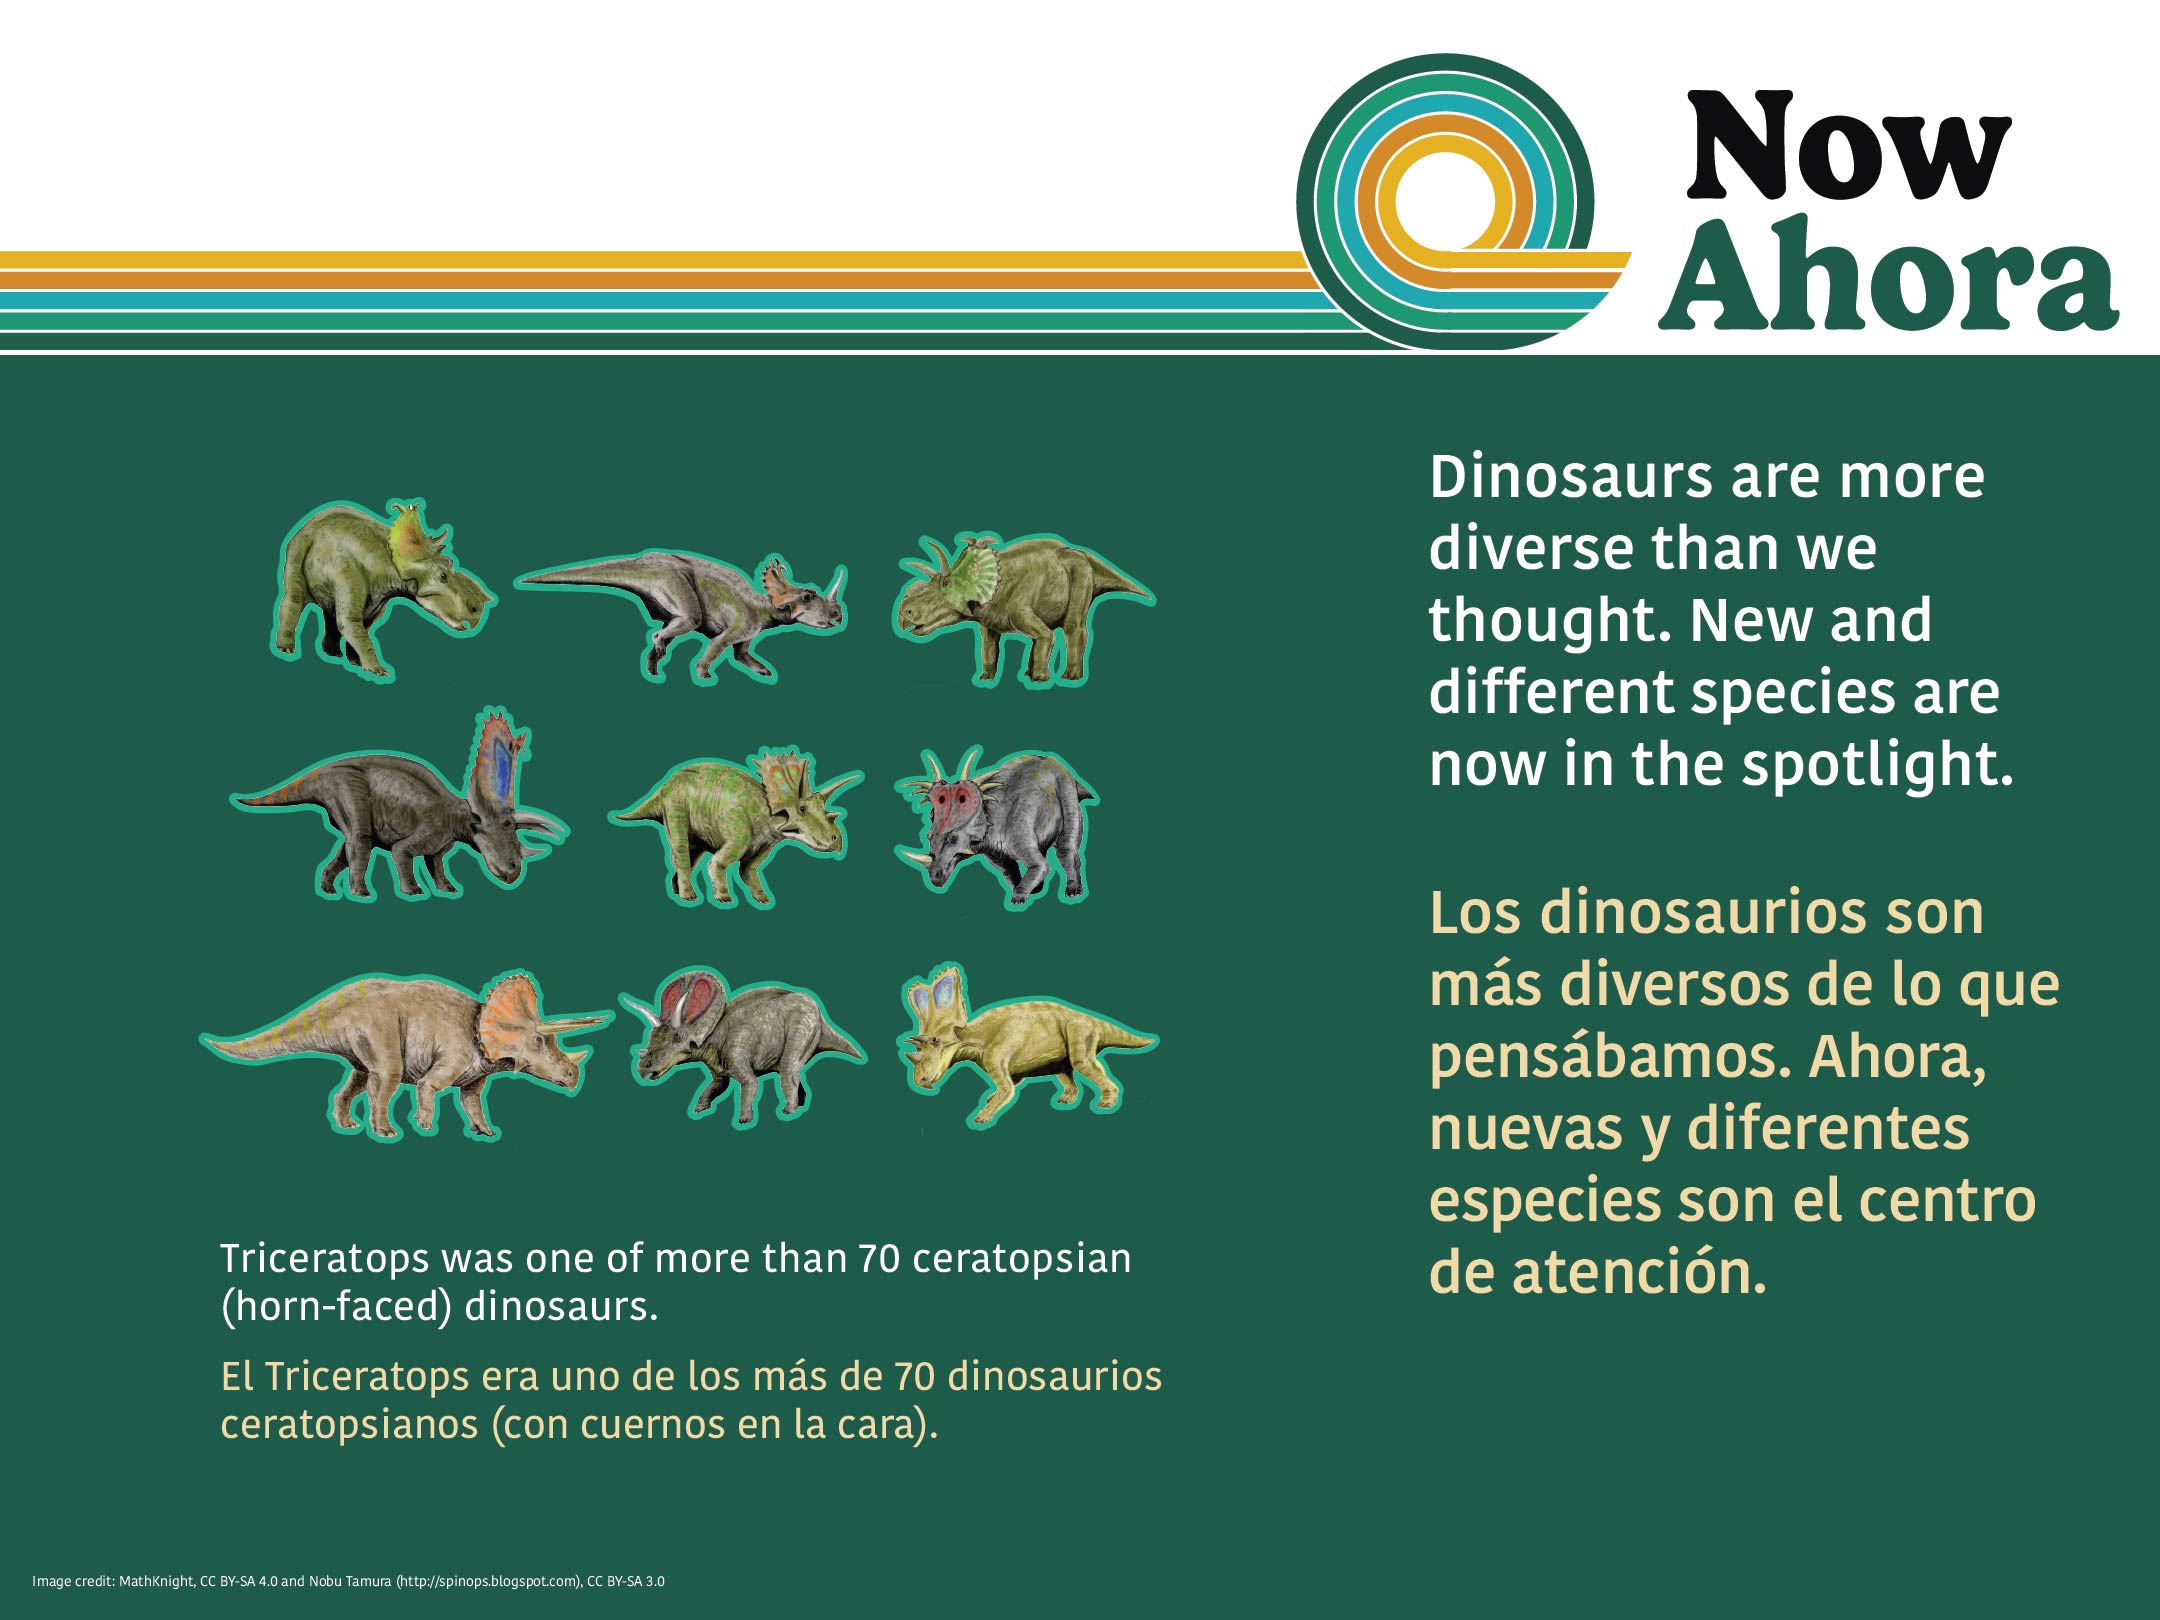 Now
Ahora
Dinosaurs are more
diverse than we
thought. New and
different species are
now in the spotlight.
Los dinosaurios son
más diversos de lo que
pensábamos. Ahora,
nuevas y diferentes
especies son el centro
de atención.
Triceratops was one of more than 70 ceratopsian
(horn-faced) dinosaurs.
El Triceratops era uno de los más de 70 dinosaurios
ceratopsianos (con cuernos en la cara).
Image credit: MathKnight, CC BY-SA 4.0 and Nobu Tamura (http://spinops.blogspot.com), CC BY-SA 3.0